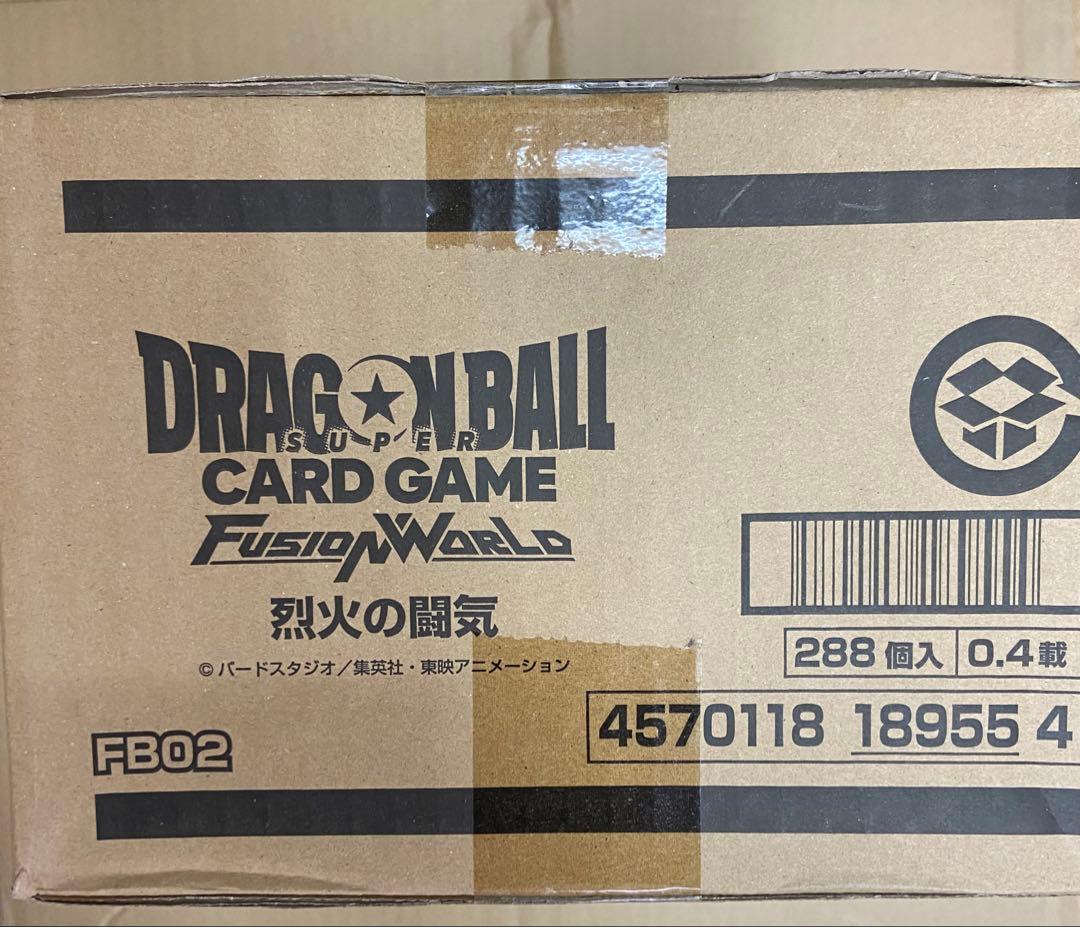 DRAGON BALL
SUPER
CARD GAME
FUSION WORLD
烈火の闘気
©バードスタジオ／集英社・東映アニメーション
FB02
288 個入 0.4 載
4570118 18955 4